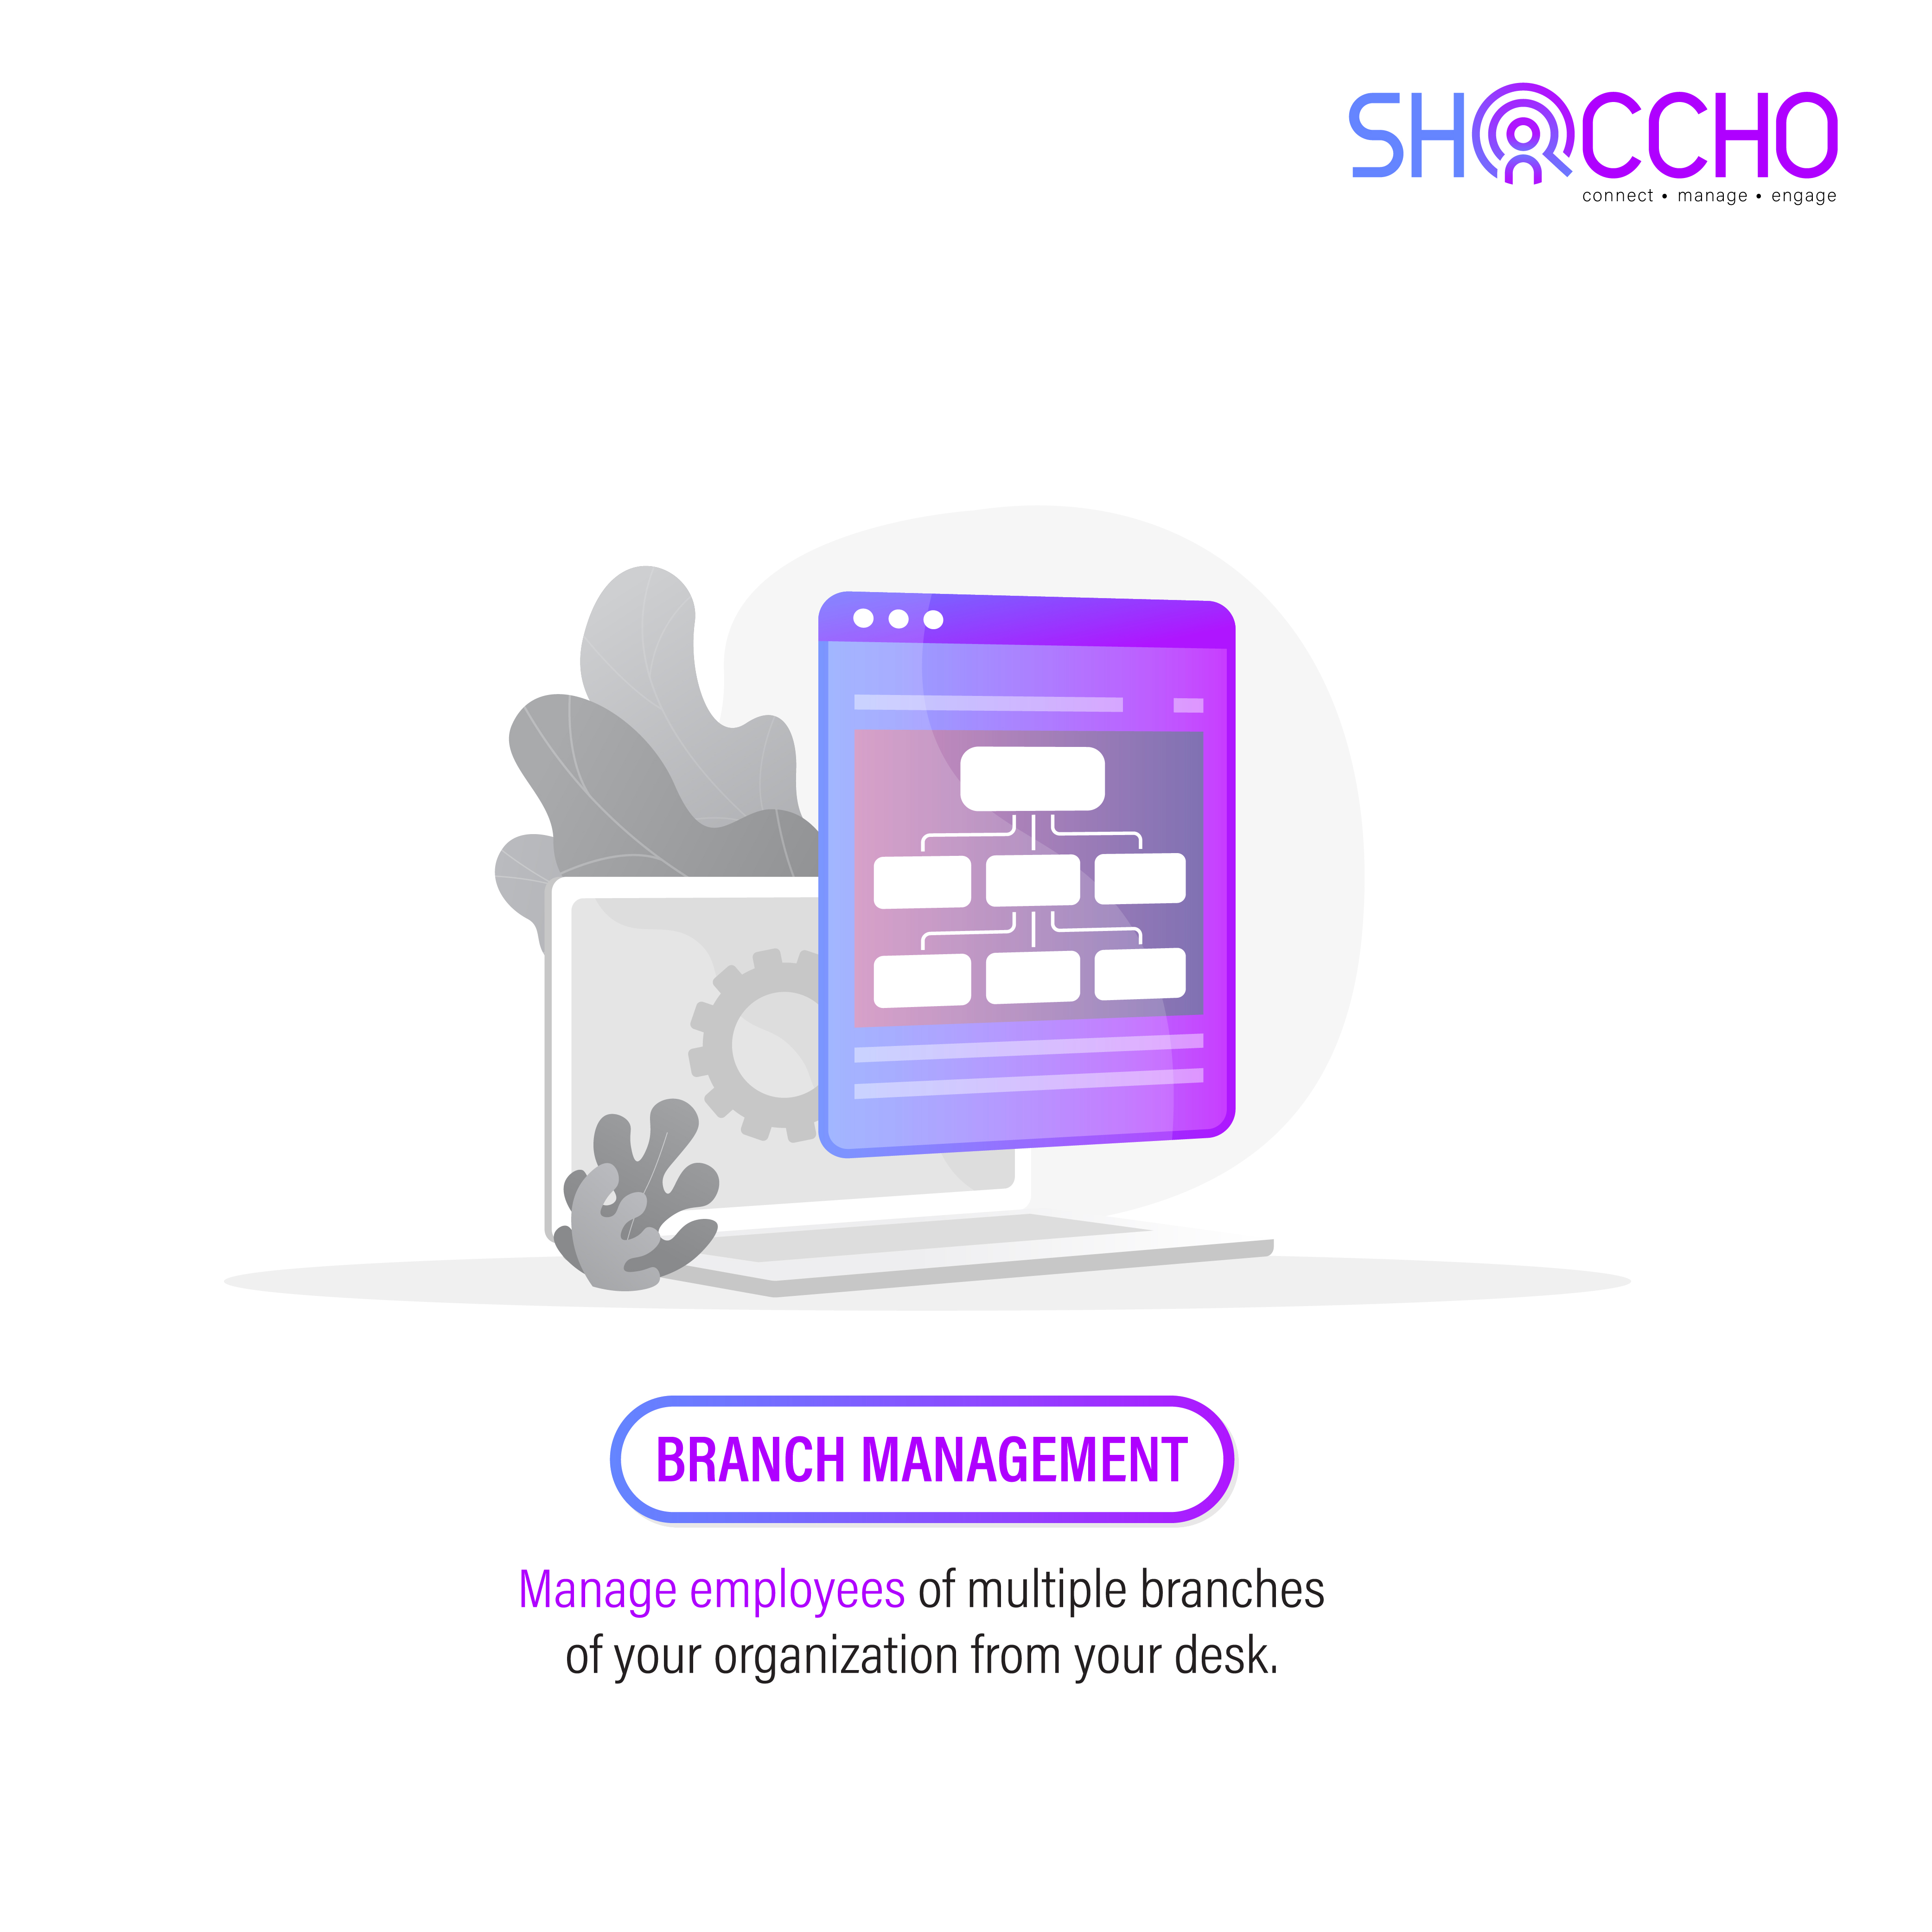 SHOCCHO
connect • manage • engage
BRANCH MANAGEMENT
Manage employees of multiple branches
of your organization from your desk.